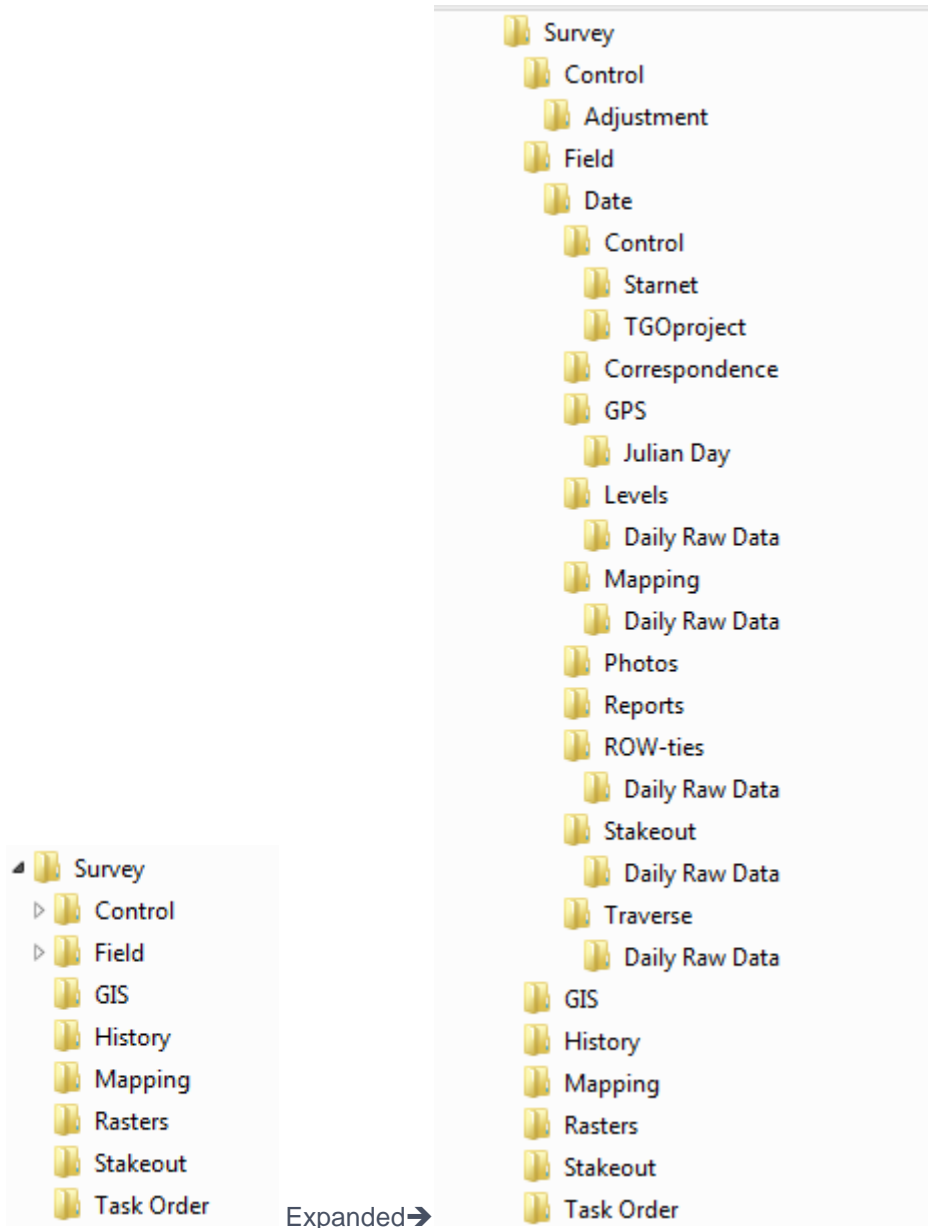 Survey
Control
Field
GIS
History
Mapping
Rasters
Stakeout
Task Order
Expanded→
Survey
Control
Adjustment
Field
Date
Control
Starnet
TGOproject
Correspondence
GPS
Julian Day
Levels
Daily Raw Data
Mapping
Daily Raw Data
Photos
Reports
ROW-ties
Daily Raw Data
Stakeout
Daily Raw Data
Traverse
Daily Raw Data
GIS
History
Mapping
Rasters
Stakeout
Task Order